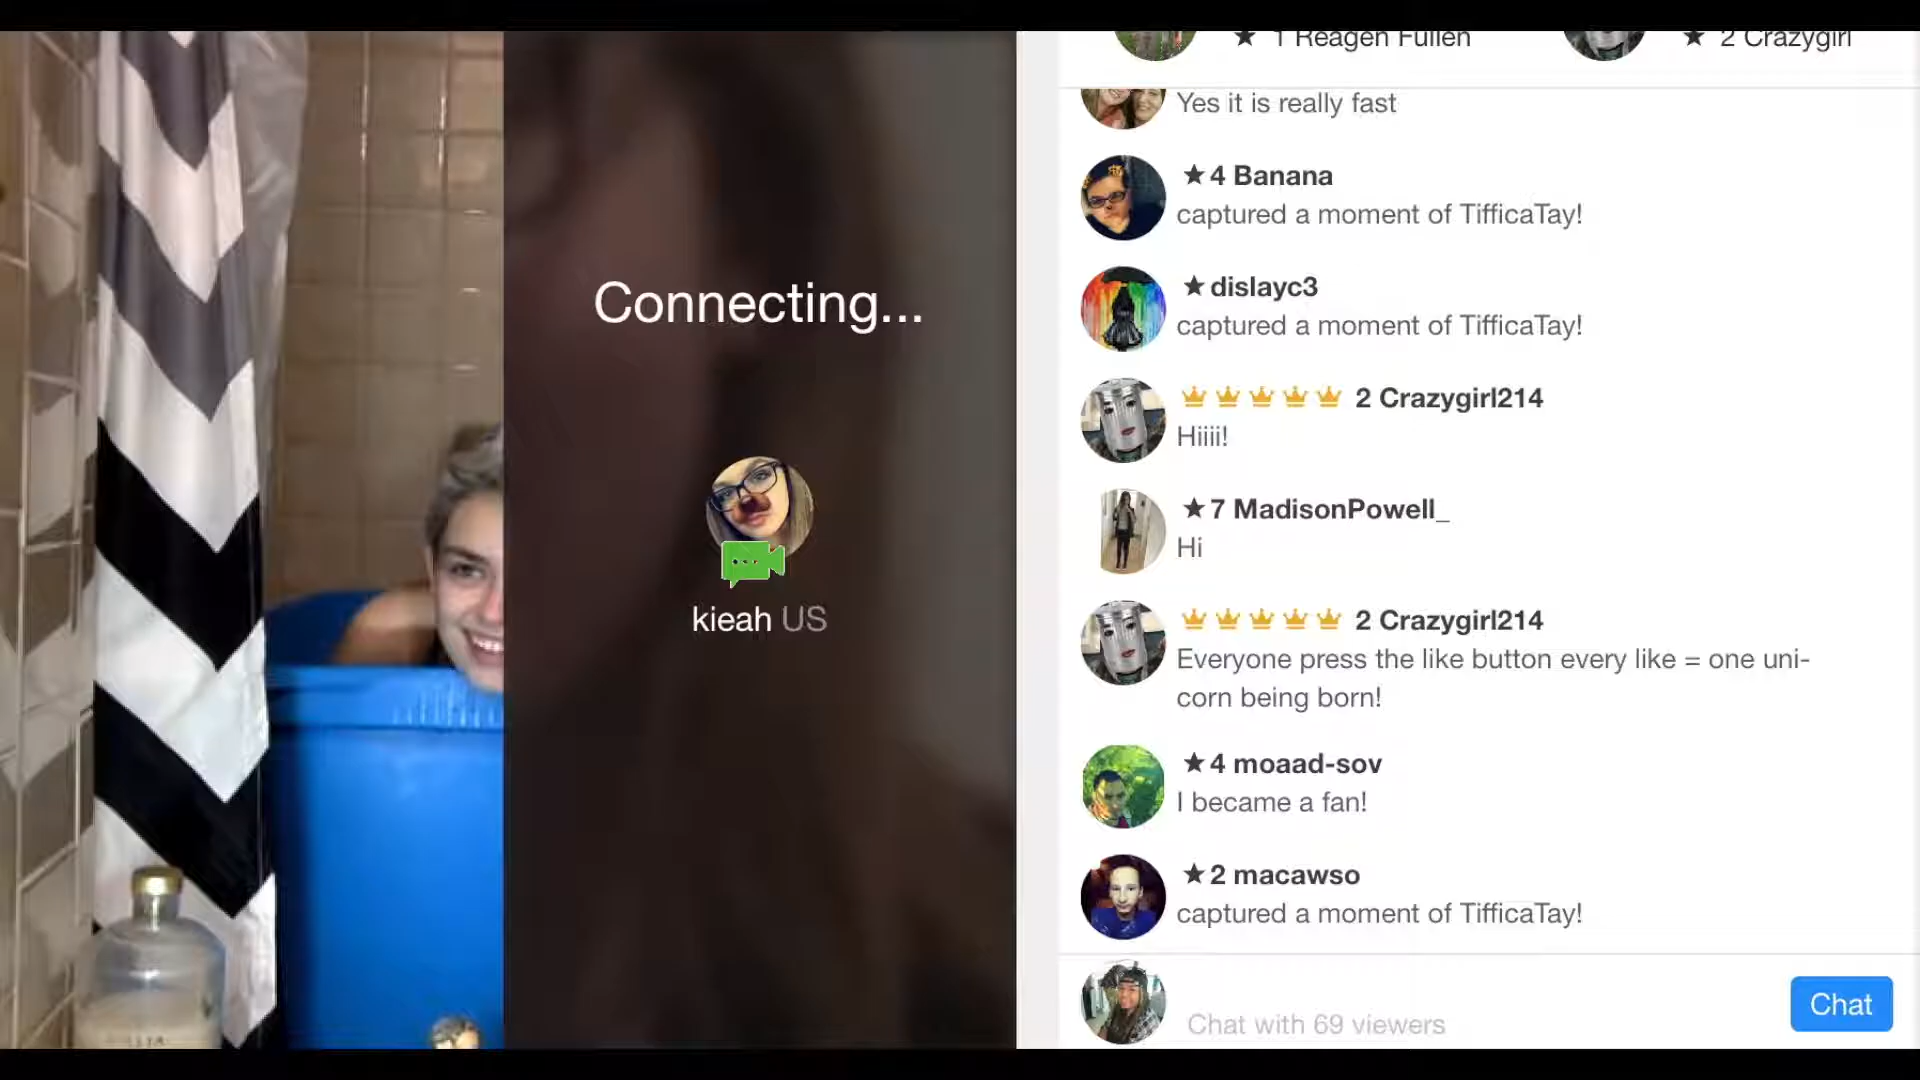 Connecting...
kieah US
★ 1 Reagen Fullen
★ 2 Crazygirl
Yes it is really fast
★4 Banana
captured a moment of TifficaTay!
★dislayc3
captured a moment of TifficaTay!
2 Crazygirl214
Hiiii!
★7 MadisonPowell_
Hi
2 Crazygirl214
Everyone press the like button every like = one uni-
corn being born!
★4 moaad-sov
I became a fan!
★2 macawso
captured a moment of TifficaTay!
Chat with 69 viewers
Chat